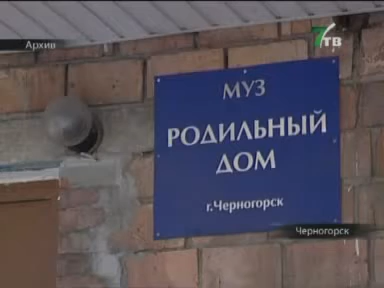 Архив
7ТВ
МУЗ
РОДИЛЬНЫЙ
ДОМ
г.Черногорск
Черногорск